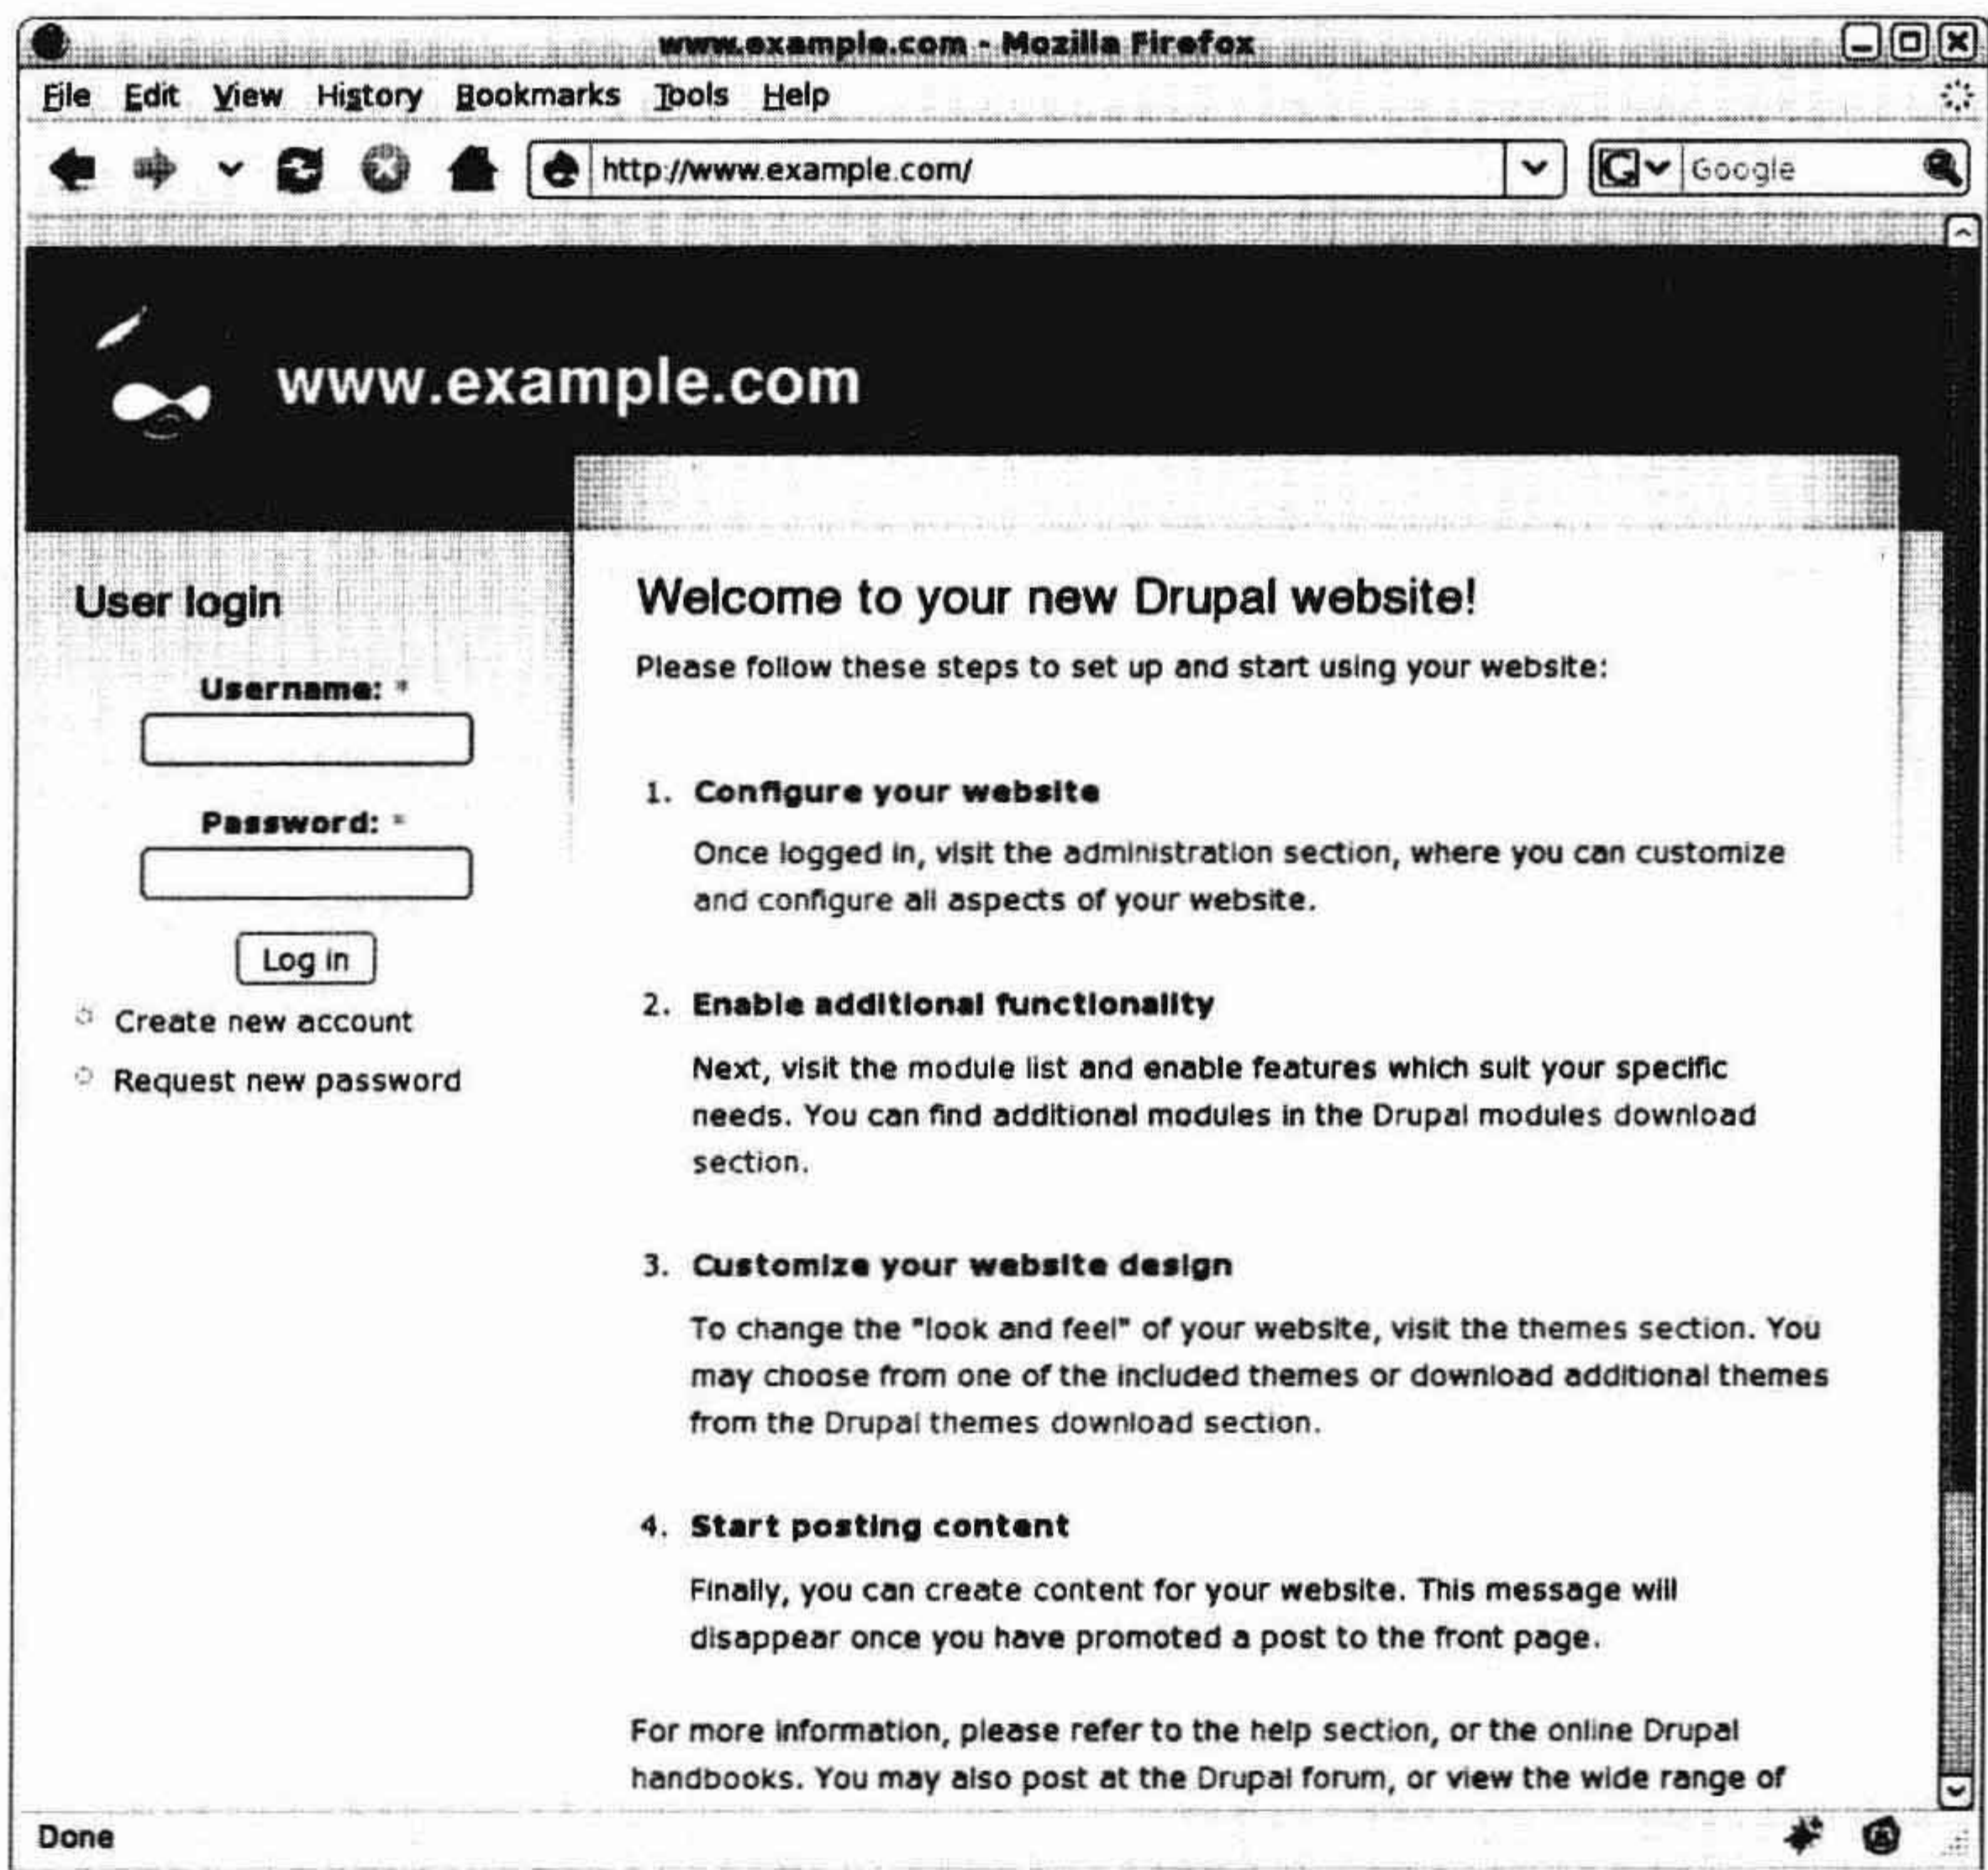 www.example.com - Mozilla Firefox
File Edit View History Bookmarks Tools Help
http://www.example.com/ Google
www.example.com
User login
Username: *
Password: *
Log in
Create new account
Request new password
Welcome to your new Drupal website!
Please follow these steps to set up and start using your website:
1. Configure your website
Once logged in, visit the administration section, where you can customize
and configure all aspects of your website.
2. Enable additional functionality
Next, visit the module list and enable features which suit your specific
needs. You can find additional modules in the Drupal modules download
section.
3. Customize your website design
To change the "look and feel" of your website, visit the themes section. You
may choose from one of the included themes or download additional themes
from the Drupal themes download section.
4. Start posting content
Finally, you can create content for your website. This message will
disappear once you have promoted a post to the front page.
For more information, please refer to the help section, or the online Drupal
handbooks. You may also post at the Drupal forum, or view the wide range of
Done